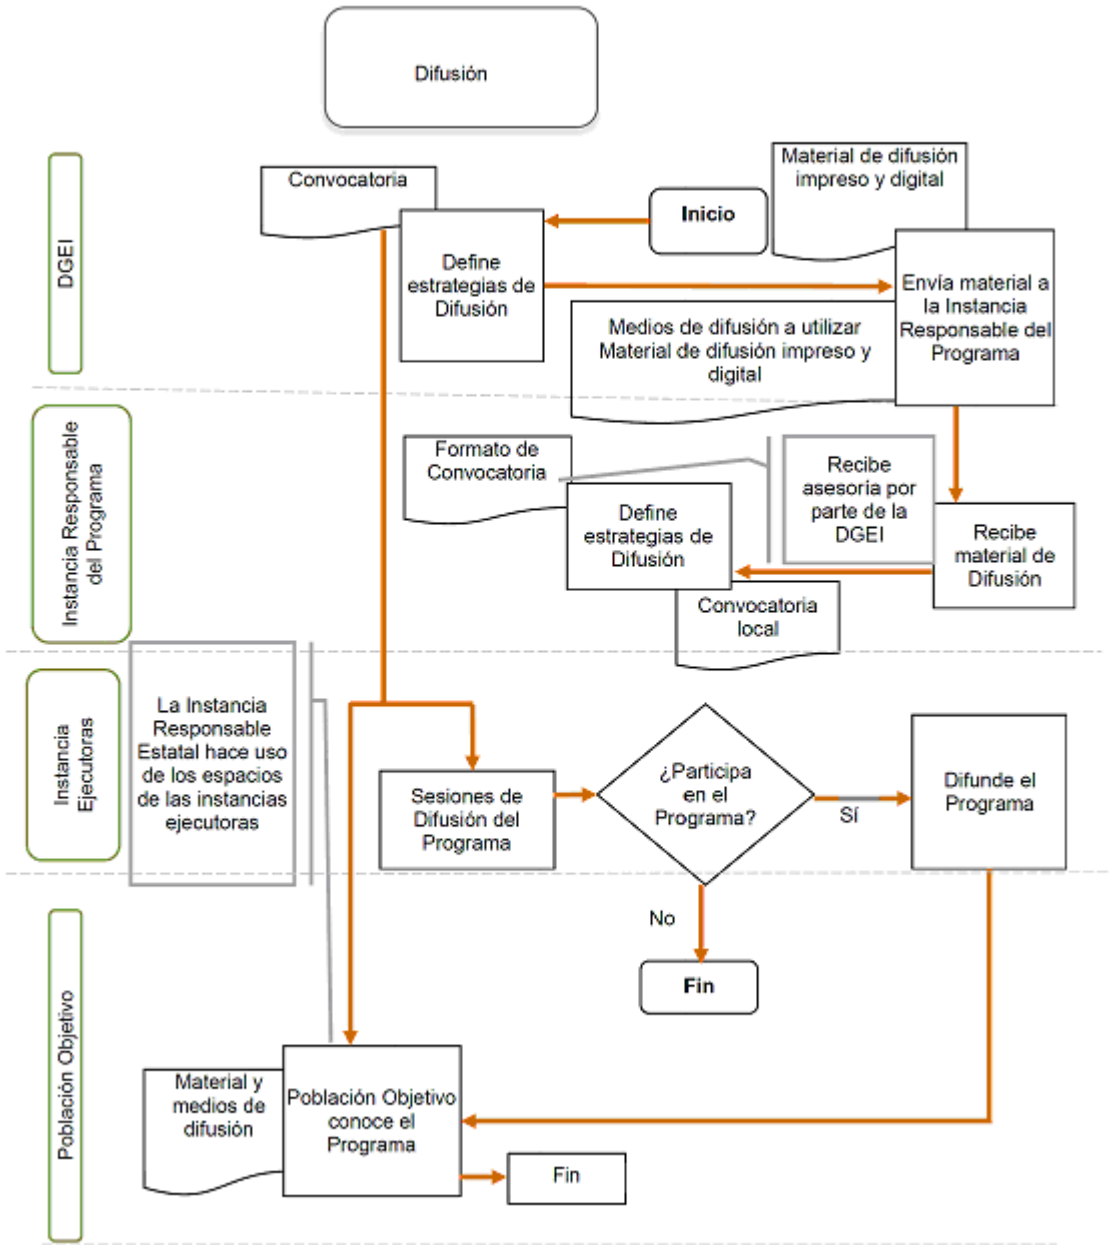 Difusión
DGEI
Convocatoria
Inicio
Material de difusión
impreso y digital
Define
estrategias de
Difusión
Envía material a
la Instancia
Responsable del
Programa
Medios de difusión a utilizar
Material de difusión impreso y
digital
Instancia Responsable
del Programa
Formato de
Convocatoria
Recibe
asesoría por
parte de la
DGEI
Define
estrategias de
Difusión
Recibe
material de
Difusión
Convocatoria
local
Instancia
Ejecutoras
La Instancia
Responsable
Estatal hace uso
de los espacios
de las instancias
ejecutoras
Sesiones de
Difusión del
Programa
¿Participa
en el
Programa?
Sí
Difunde el
Programa
No
Fin
Población Objetivo
Material y
medios de
difusión
Población Objetivo
conoce el
Programa
Fin